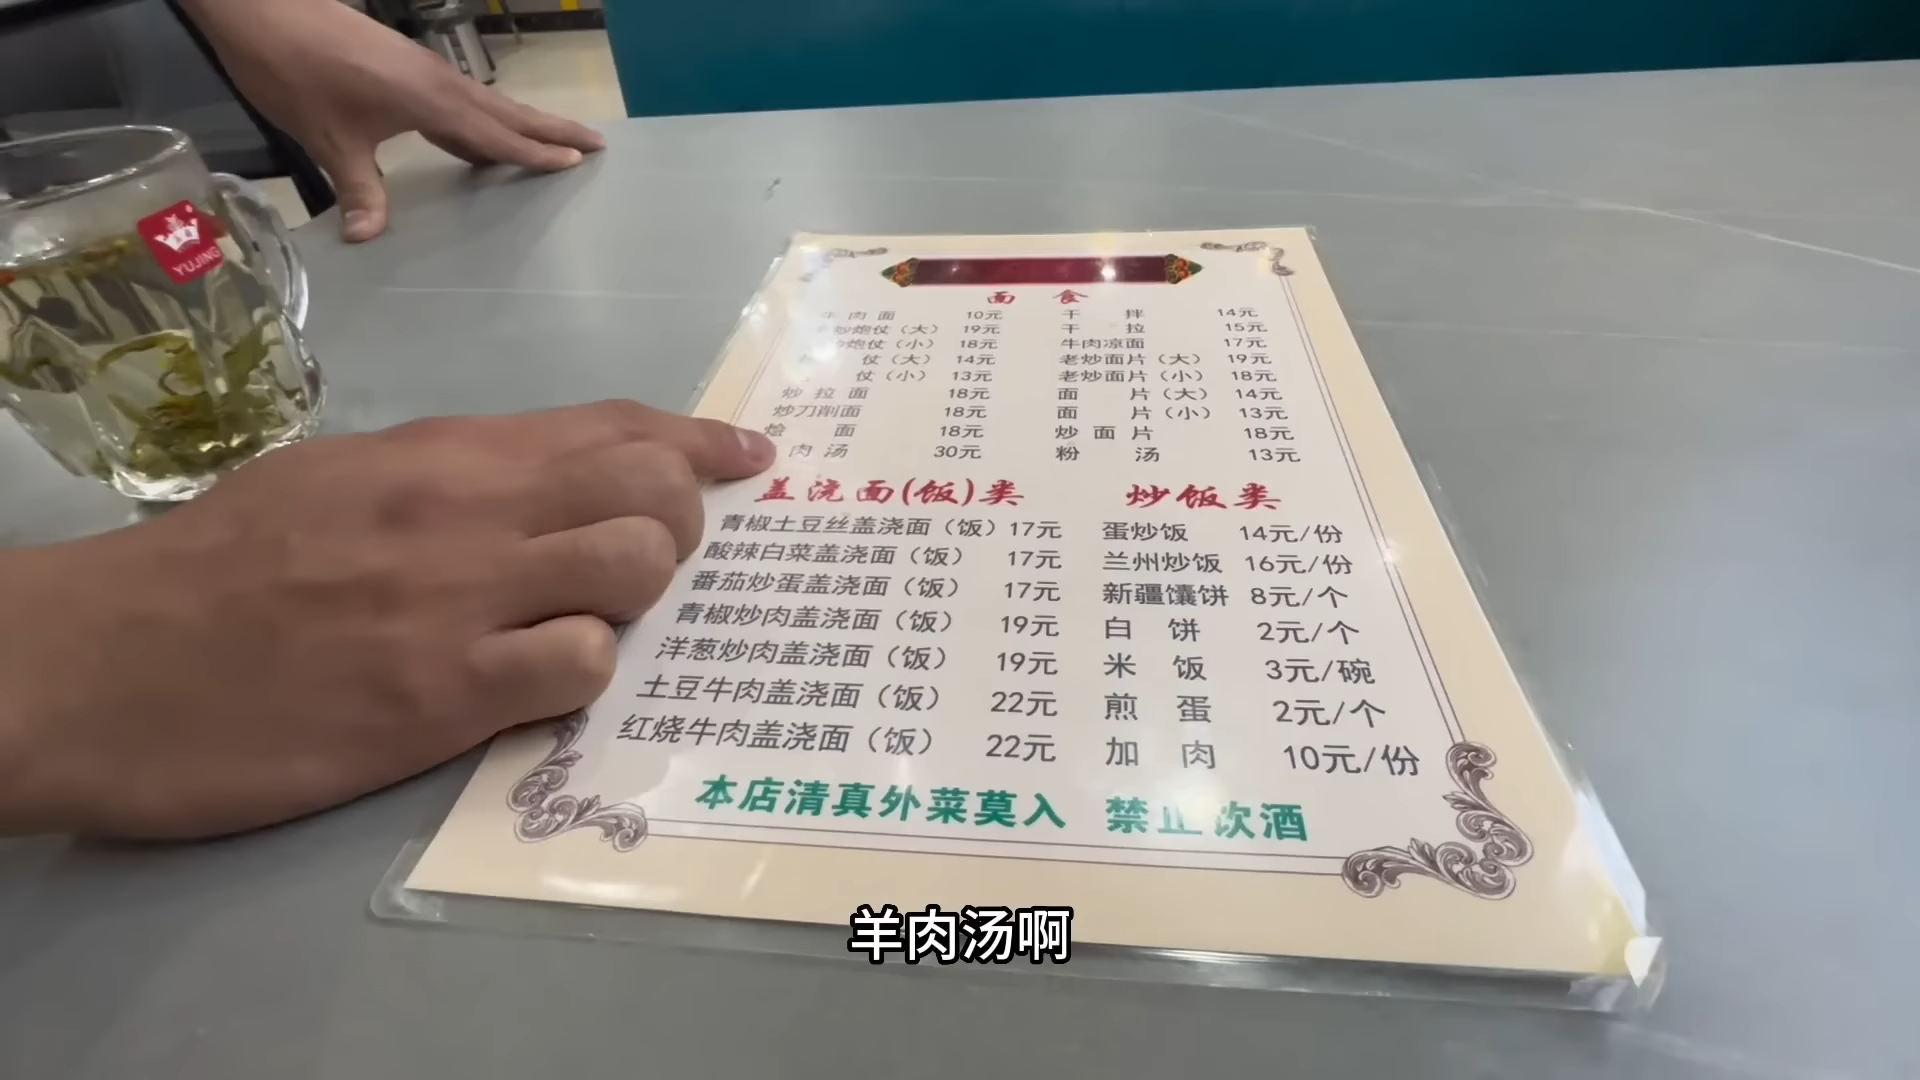 YUJING
面 食
牛肉面 10元 干拌 14元
炒炮仗（大） 19元 干拉 15元
炮仗（小） 18元 牛肉凉面 17元
仗（大） 14元 老炒面片（大） 19元
仗（小） 13元 老炒面片（小） 18元
炒拉面 18元 面片（大） 14元
炒刀削面 18元 面片（小） 13元
烩面 18元 炒面片 18元
肉汤 30元 粉汤 13元
盖浇面(饭)类 炒饭类
青椒土豆丝盖浇面（饭）17元 蛋炒饭 14元/份
酸辣白菜盖浇面（饭） 17元 兰州炒饭 16元/份
番茄炒蛋盖浇面（饭） 17元 新疆馕饼 8元/个
青椒炒肉盖浇面（饭） 19元 白饼 2元/个
洋葱炒肉盖浇面（饭） 19元 米饭 3元/碗
土豆牛肉盖浇面（饭） 22元 煎蛋 2元/个
红烧牛肉盖浇面（饭） 22元 加肉 10元/份
本店清真外菜莫入 禁止饮酒
羊肉汤啊